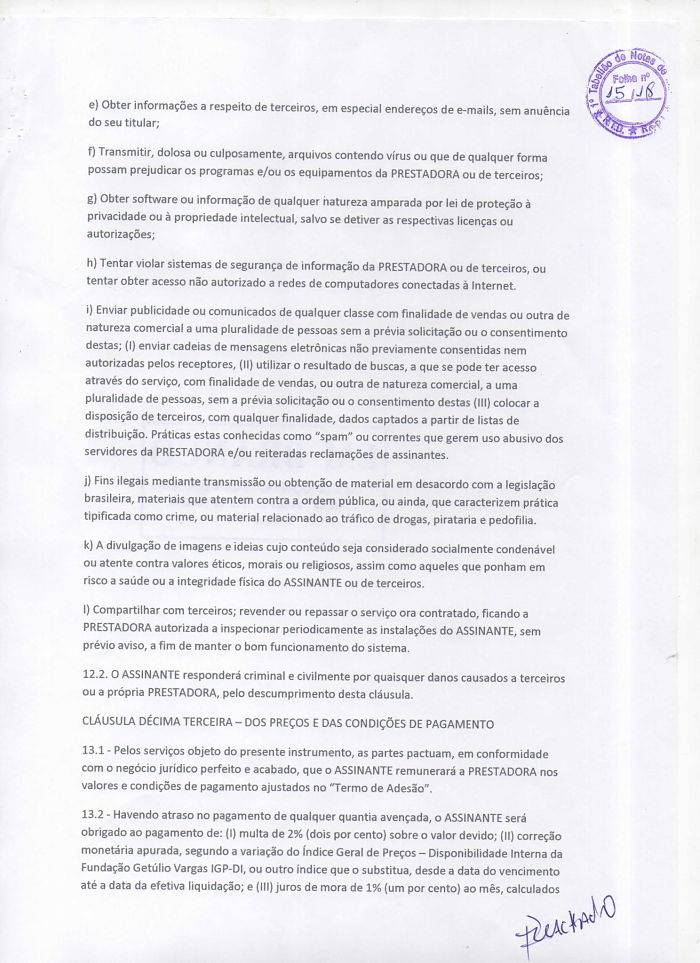 1º Tabelião de Notas de
Folha nº
15/18
R.T.D.
e) Obter informações a respeito de terceiros, em especial endereços de e-mails, sem anuência
do seu titular;
f) Transmitir, dolosa ou culposamente, arquivos contendo vírus ou que de qualquer forma
possam prejudicar os programas e/ou os equipamentos da PRESTADORA ou de terceiros;
g) Obter software ou informação de qualquer natureza amparada por lei de proteção à
privacidade ou à propriedade intelectual, salvo se detiver as respectivas licenças ou
autorizações;
h) Tentar violar sistemas de segurança de informação da PRESTADORA ou de terceiros, ou
tentar obter acesso não autorizado a redes de computadores conectadas à Internet.
i) Enviar publicidade ou comunicados de qualquer classe com finalidade de vendas ou outra de
natureza comercial a uma pluralidade de pessoas sem a prévia solicitação ou o consentimento
destas; (I) enviar cadeias de mensagens eletrônicas não previamente consentidas nem
autorizadas pelos receptores, (II) utilizar o resultado de buscas, a que se pode ter acesso
através do serviço, com finalidade de vendas, ou outra de natureza comercial, a uma
pluralidade de pessoas, sem a prévia solicitação ou o consentimento destas (III) colocar a
disposição de terceiros, com qualquer finalidade, dados captados a partir de listas de
distribuição. Práticas estas conhecidas como “spam” ou correntes que gerem uso abusivo dos
servidores da PRESTADORA e/ou reiteradas reclamações de assinantes.
j) Fins ilegais mediante transmissão ou obtenção de material em desacordo com a legislação
brasileira, materiais que atentem contra a ordem pública, ou ainda, que caracterizem prática
tipificada como crime, ou material relacionado ao tráfico de drogas, pirataria e pedofilia.
k) A divulgação de imagens e ideias cujo conteúdo seja considerado socialmente condenável
ou atente contra valores éticos, morais ou religiosos, assim como aqueles que ponham em
risco a saúde ou a integridade física do ASSINANTE ou de terceiros.
l) Compartilhar com terceiros; revender ou repassar o serviço ora contratado, ficando a
PRESTADORA autorizada a inspecionar periodicamente as instalações do ASSINANTE, sem
prévio aviso, a fim de manter o bom funcionamento do sistema.
12.2. O ASSINANTE responderá criminal e civilmente por quaisquer danos causados a terceiros
ou a própria PRESTADORA, pelo descumprimento desta cláusula.
CLÁUSULA DÉCIMA TERCEIRA – DOS PREÇOS E DAS CONDIÇÕES DE PAGAMENTO
13.1 - Pelos serviços objeto do presente instrumento, as partes pactuam, em conformidade
com o negócio jurídico perfeito e acabado, que o ASSINANTE remunerará a PRESTADORA nos
valores e condições de pagamento ajustados no “Termo de Adesão”.
13.2 - Havendo atraso no pagamento de qualquer quantia avençada, o ASSINANTE será
obrigado ao pagamento de: (I) multa de 2% (dois por cento) sobre o valor devido; (II) correção
monetária apurada, segundo a variação do Índice Geral de Preços – Disponibilidade Interna da
Fundação Getúlio Vargas IGP-DI, ou outro índice que o substitua, desde a data do vencimento
até a data da efetiva liquidação; e (III) juros de mora de 1% (um por cento) ao mês, calculados